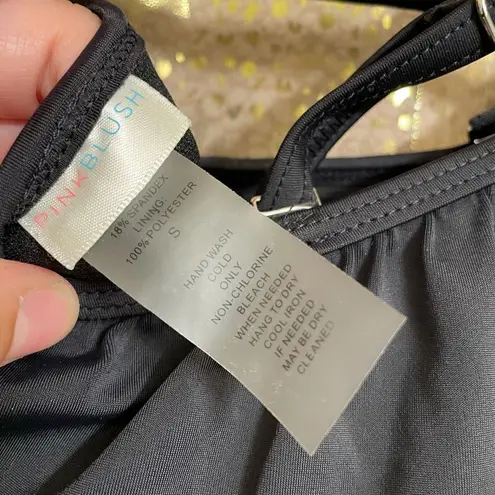 PINKBLUSH
18% SPANDEX
LINING
100% POLYESTER
S
HAND WASH
COLD
ONLY
NON-CHLORINE
BLEACH
WHEN NEEDED
HANG TO DRY
COOL IRON
IF NEEDED
MAY BE DRY
CLEANED